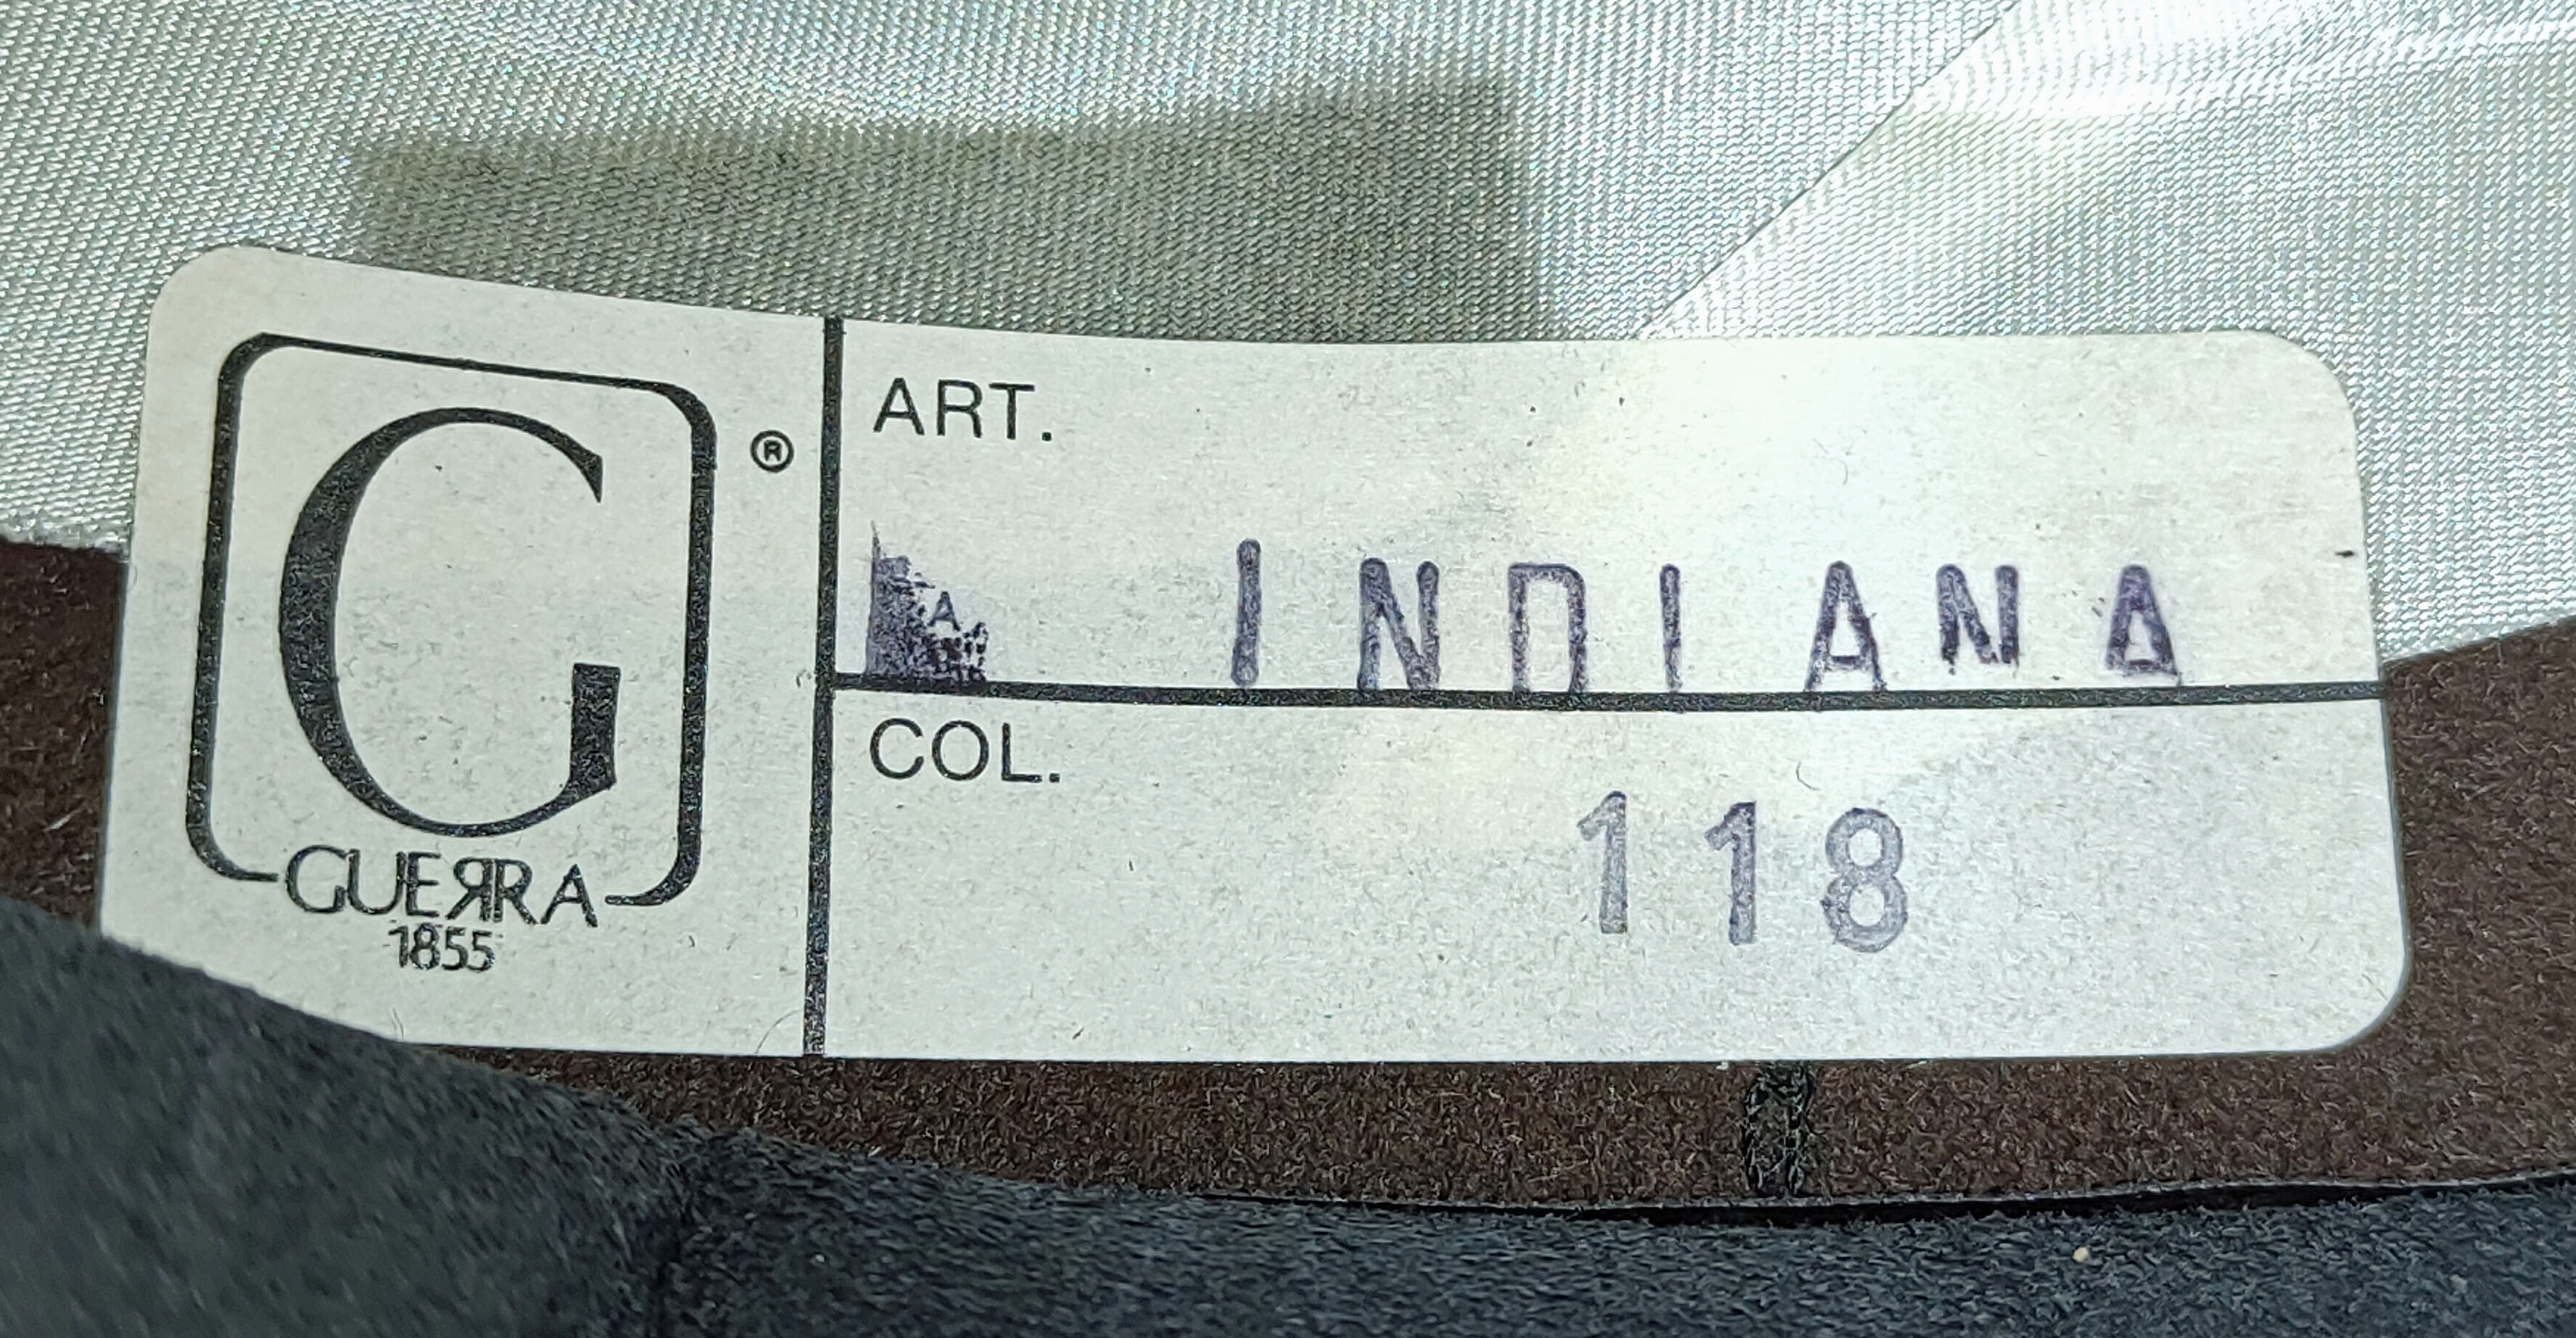 G
GUERRA
1855
®
ART.
INDIANA
COL.
118